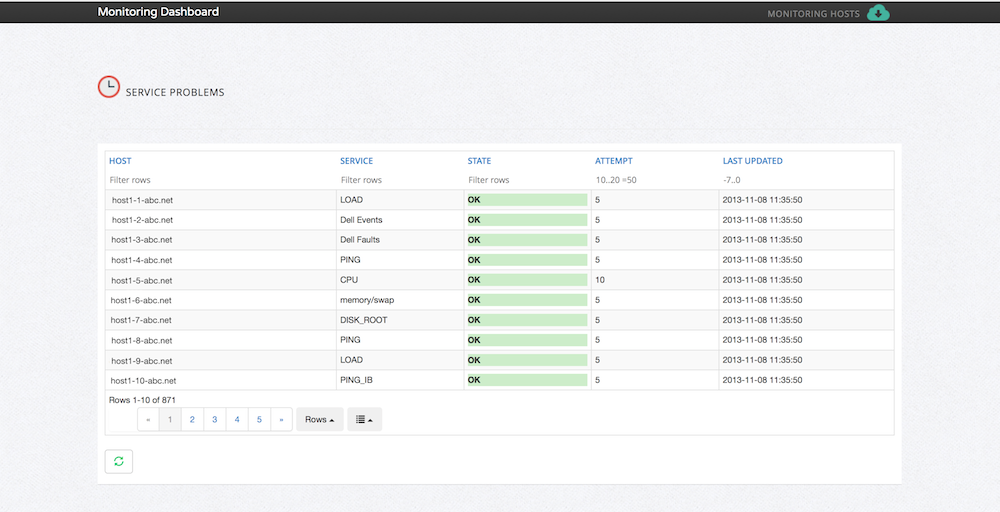 Monitoring Dashboard MONITORING HOSTS
SERVICE PROBLEMS
HOST SERVICE STATE ATTEMPT LAST UPDATED
Filter rows Filter rows Filter rows 10..20 =50 -7..0
host1-1-abc.net LOAD OK 5 2013-11-08 11:35:50
host1-2-abc.net Dell Events OK 5 2013-11-08 11:35:50
host1-3-abc.net Dell Faults OK 5 2013-11-08 11:35:50
host1-4-abc.net PING OK 5 2013-11-08 11:35:50
host1-5-abc.net CPU OK 10 2013-11-08 11:35:50
host1-6-abc.net memory/swap OK 5 2013-11-08 11:35:50
host1-7-abc.net DISK_ROOT OK 5 2013-11-08 11:35:50
host1-8-abc.net PING OK 5 2013-11-08 11:35:50
host1-9-abc.net LOAD OK 5 2013-11-08 11:35:50
host1-10-abc.net PING_IB OK 5 2013-11-08 11:35:50
Rows 1-10 of 871
« 1 2 3 4 5 » Rows